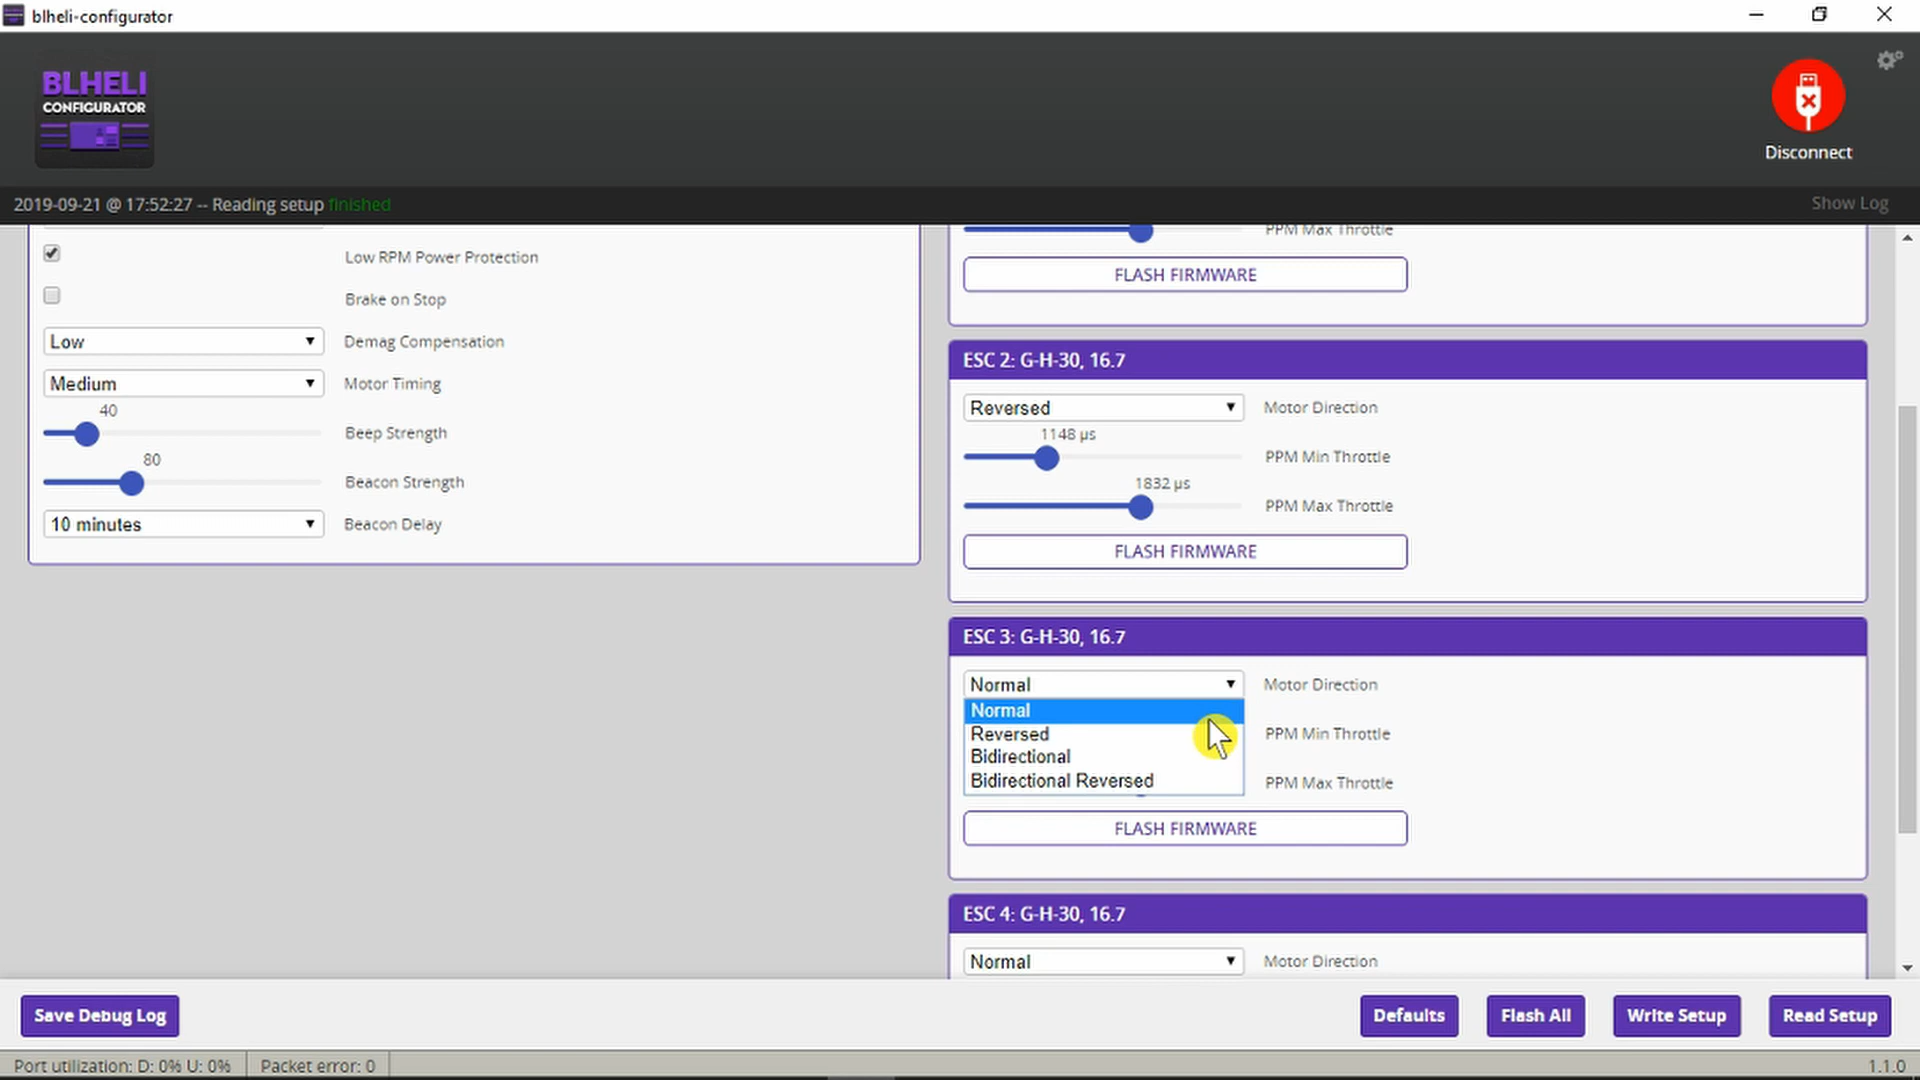 blheli-configurator
BLHELI
CONFIGURATOR
Disconnect
2019-09-21 @ 17:52:27 -- Reading setup finished
Show Log
Low RPM Power Protection
Brake on Stop
Low
Demag Compensation
Medium
Motor Timing
40
Beep Strength
80
Beacon Strength
10 minutes
Beacon Delay
PPM Max Throttle
FLASH FIRMWARE
ESC 2: G-H-30, 16.7
Reversed
Motor Direction
1148 µs
PPM Min Throttle
1832 µs
PPM Max Throttle
FLASH FIRMWARE
ESC 3: G-H-30, 16.7
Normal
Motor Direction
Normal
Reversed
PPM Min Throttle
Bidirectional
Bidirectional Reversed
PPM Max Throttle
FLASH FIRMWARE
ESC 4: G-H-30, 16.7
Normal
Motor Direction
Save Debug Log
Defaults
Flash All
Write Setup
Read Setup
Port utilization: D: 0% U: 0%
Packet error: 0
1.1.0